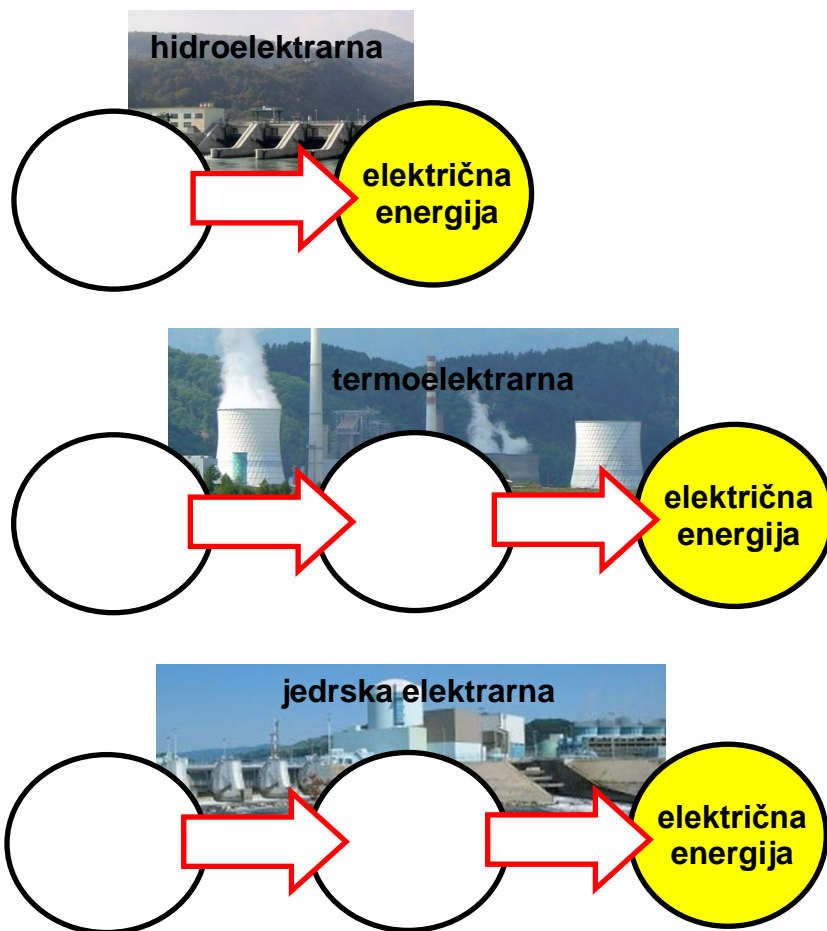 hidroelektrarna
električna
energija
termoelektrarna
električna
energija
jedrska elektrarna
električna
energija